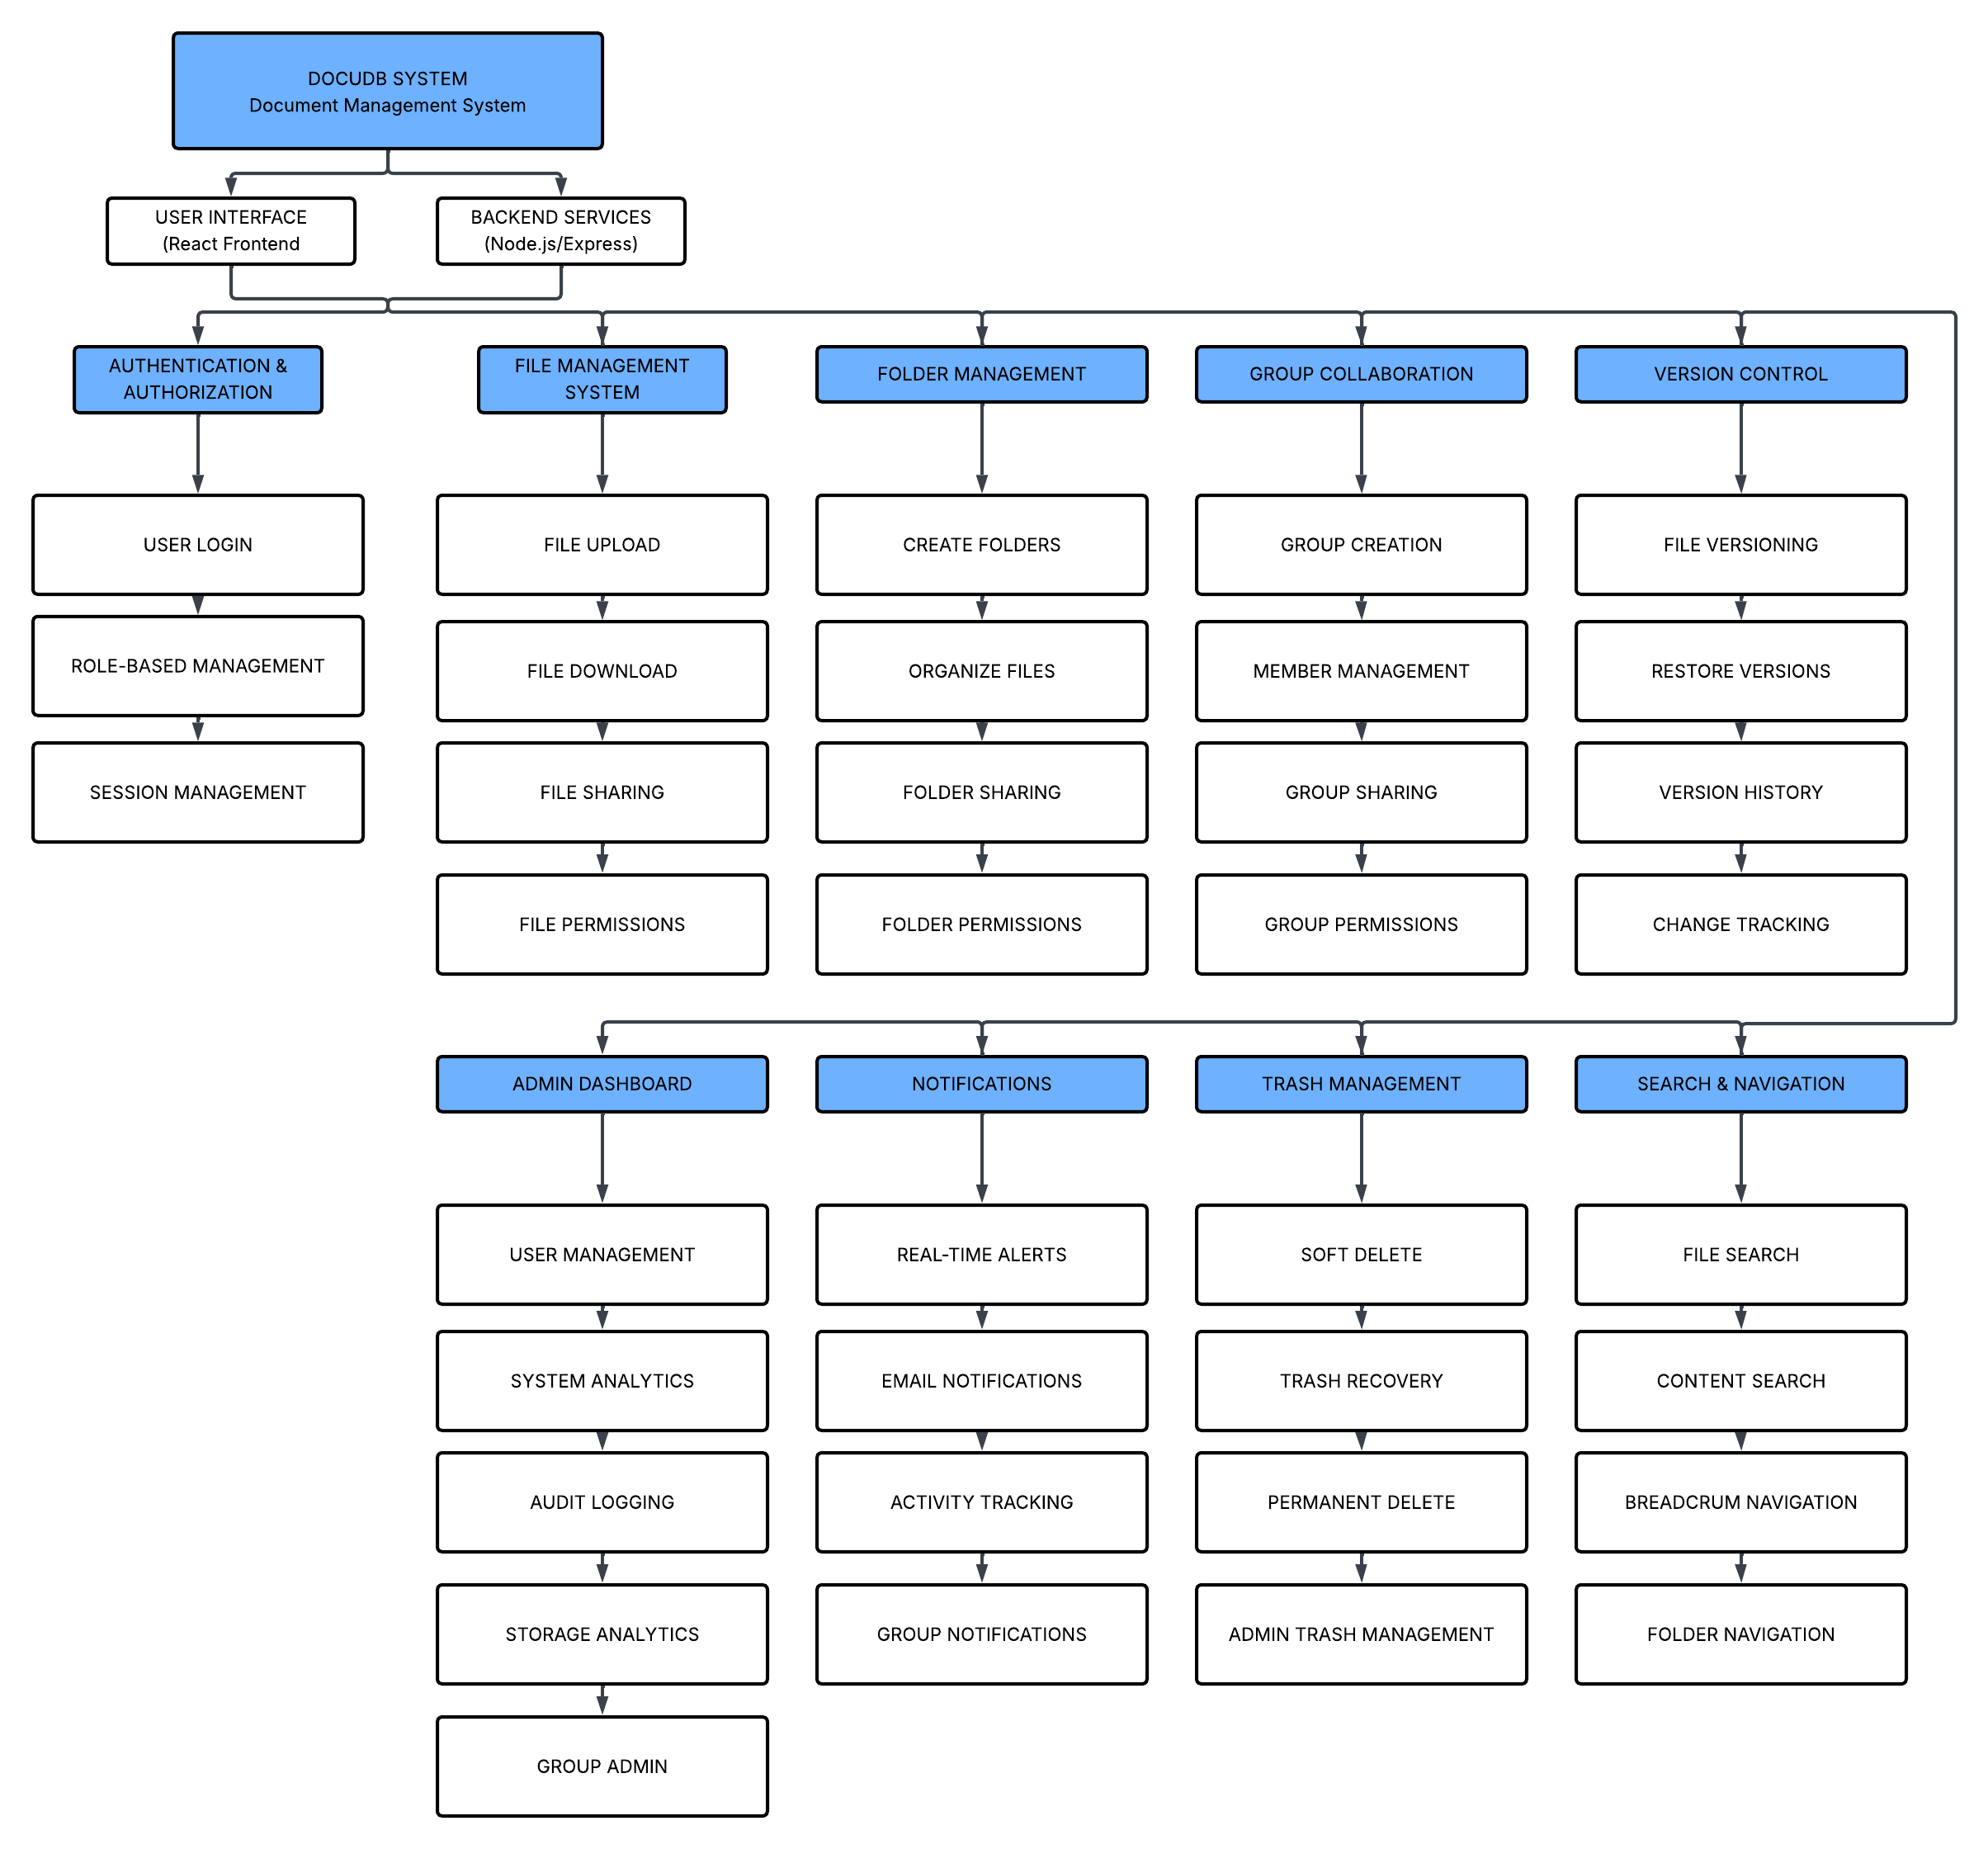 DOCUDB SYSTEM
Document Management System
USER INTERFACE
(React Frontend
BACKEND SERVICES
(Node.js/Express)
AUTHENTICATION &
AUTHORIZATION
FILE MANAGEMENT
SYSTEM
FOLDER MANAGEMENT
GROUP COLLABORATION
VERSION CONTROL
USER LOGIN
FILE UPLOAD
CREATE FOLDERS
GROUP CREATION
FILE VERSIONING
ROLE-BASED MANAGEMENT
FILE DOWNLOAD
ORGANIZE FILES
MEMBER MANAGEMENT
RESTORE VERSIONS
SESSION MANAGEMENT
FILE SHARING
FOLDER SHARING
GROUP SHARING
VERSION HISTORY
FILE PERMISSIONS
FOLDER PERMISSIONS
GROUP PERMISSIONS
CHANGE TRACKING
ADMIN DASHBOARD
NOTIFICATIONS
TRASH MANAGEMENT
SEARCH & NAVIGATION
USER MANAGEMENT
REAL-TIME ALERTS
SOFT DELETE
FILE SEARCH
SYSTEM ANALYTICS
EMAIL NOTIFICATIONS
TRASH RECOVERY
CONTENT SEARCH
AUDIT LOGGING
ACTIVITY TRACKING
PERMANENT DELETE
BREADCRUM NAVIGATION
STORAGE ANALYTICS
GROUP NOTIFICATIONS
ADMIN TRASH MANAGEMENT
FOLDER NAVIGATION
GROUP ADMIN